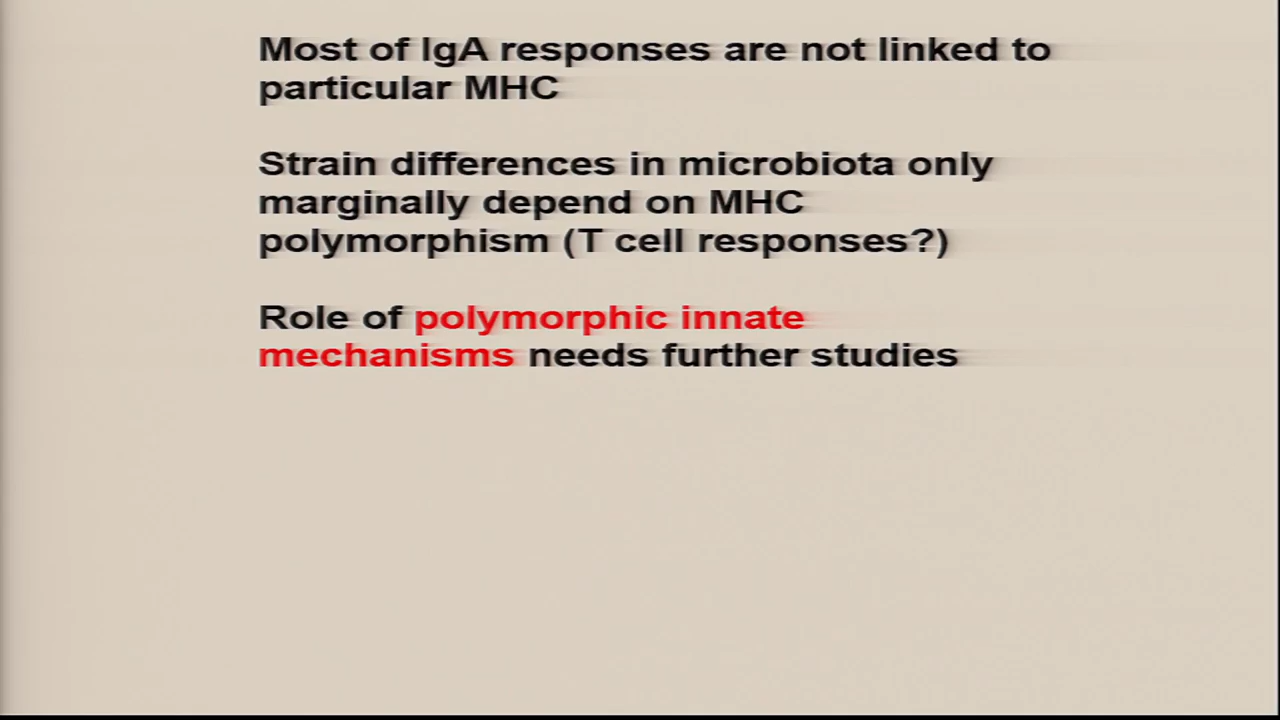 Most of IgA responses are not linked to
particular MHC
Strain differences in microbiota only
marginally depend on MHC
polymorphism (T cell responses?)
Role of polymorphic innate
mechanisms needs further studies